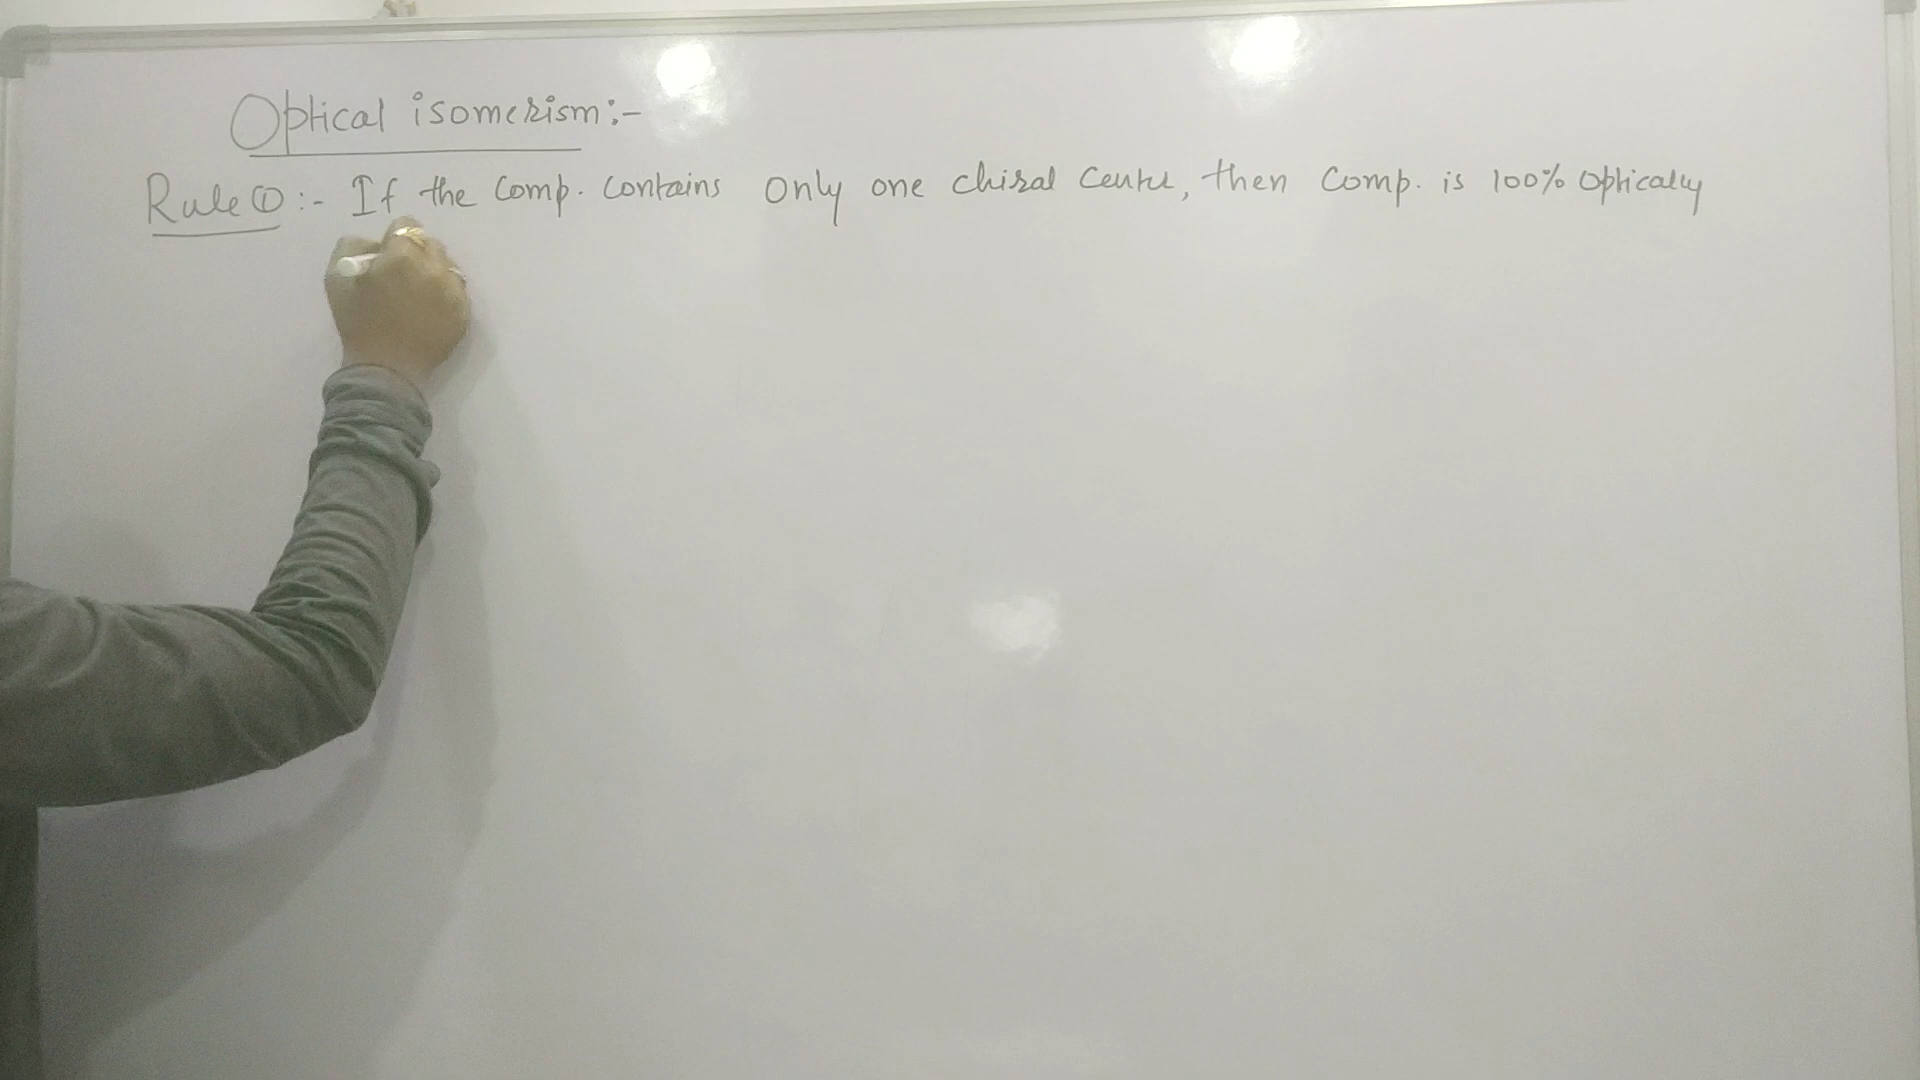 Optical isomerism:-
Rule ①:- If the Comp. Contains Only one chiral Centre, then Comp. is 100% Optically